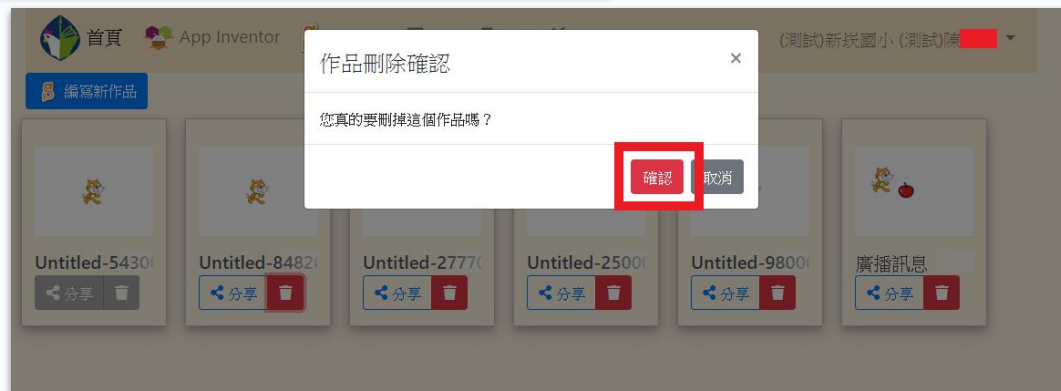 首頁
App Inventor
(測試)新崁國小 (測試)陳
編寫新作品
作品刪除確認
×
您真的要刪掉這個作品嗎？
確認
取消
Untitled-5430
Untitled-8482
Untitled-2777
Untitled-2500
Untitled-9800
廣播訊息
分享
分享
分享
分享
分享
分享